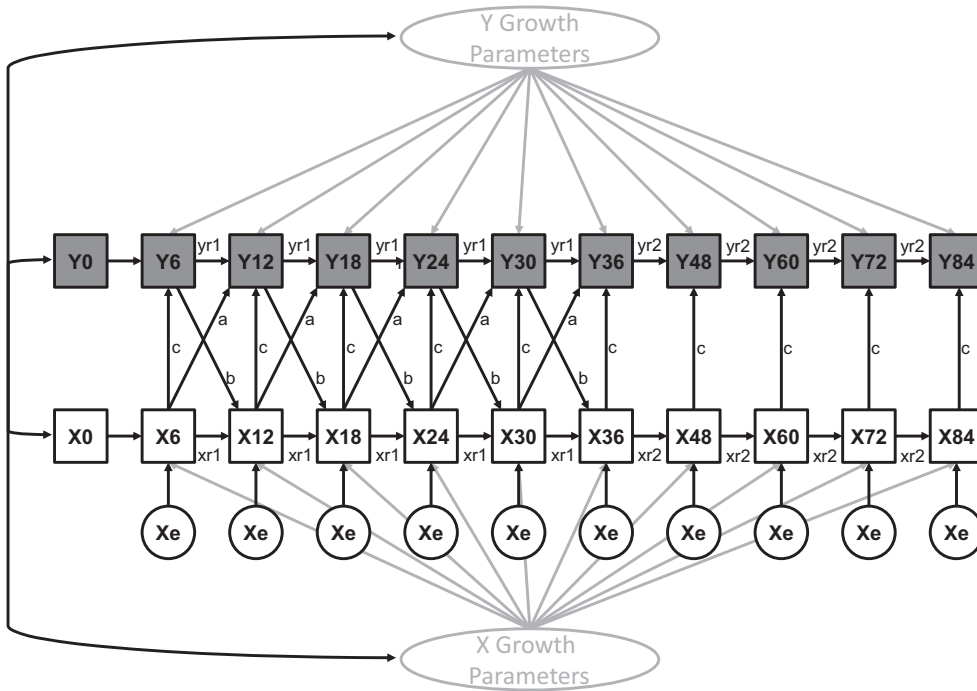 Y Growth
Parameters
yr1 yr1 yr1 yr1 yr1 yr2 yr2 yr2 yr2
Y0 Y6 Y12 Y18 Y24 Y30 Y36 Y48 Y60 Y72 Y84
a a a a a
c c c c c c c c c c
b b b b b
X0 X6 X12 X18 X24 X30 X36 X48 X60 X72 X84
xr1 xr1 xr1 xr1 xr1 xr2 xr2 xr2 xr2
Xe Xe Xe Xe Xe Xe Xe Xe Xe Xe
X Growth
Parameters